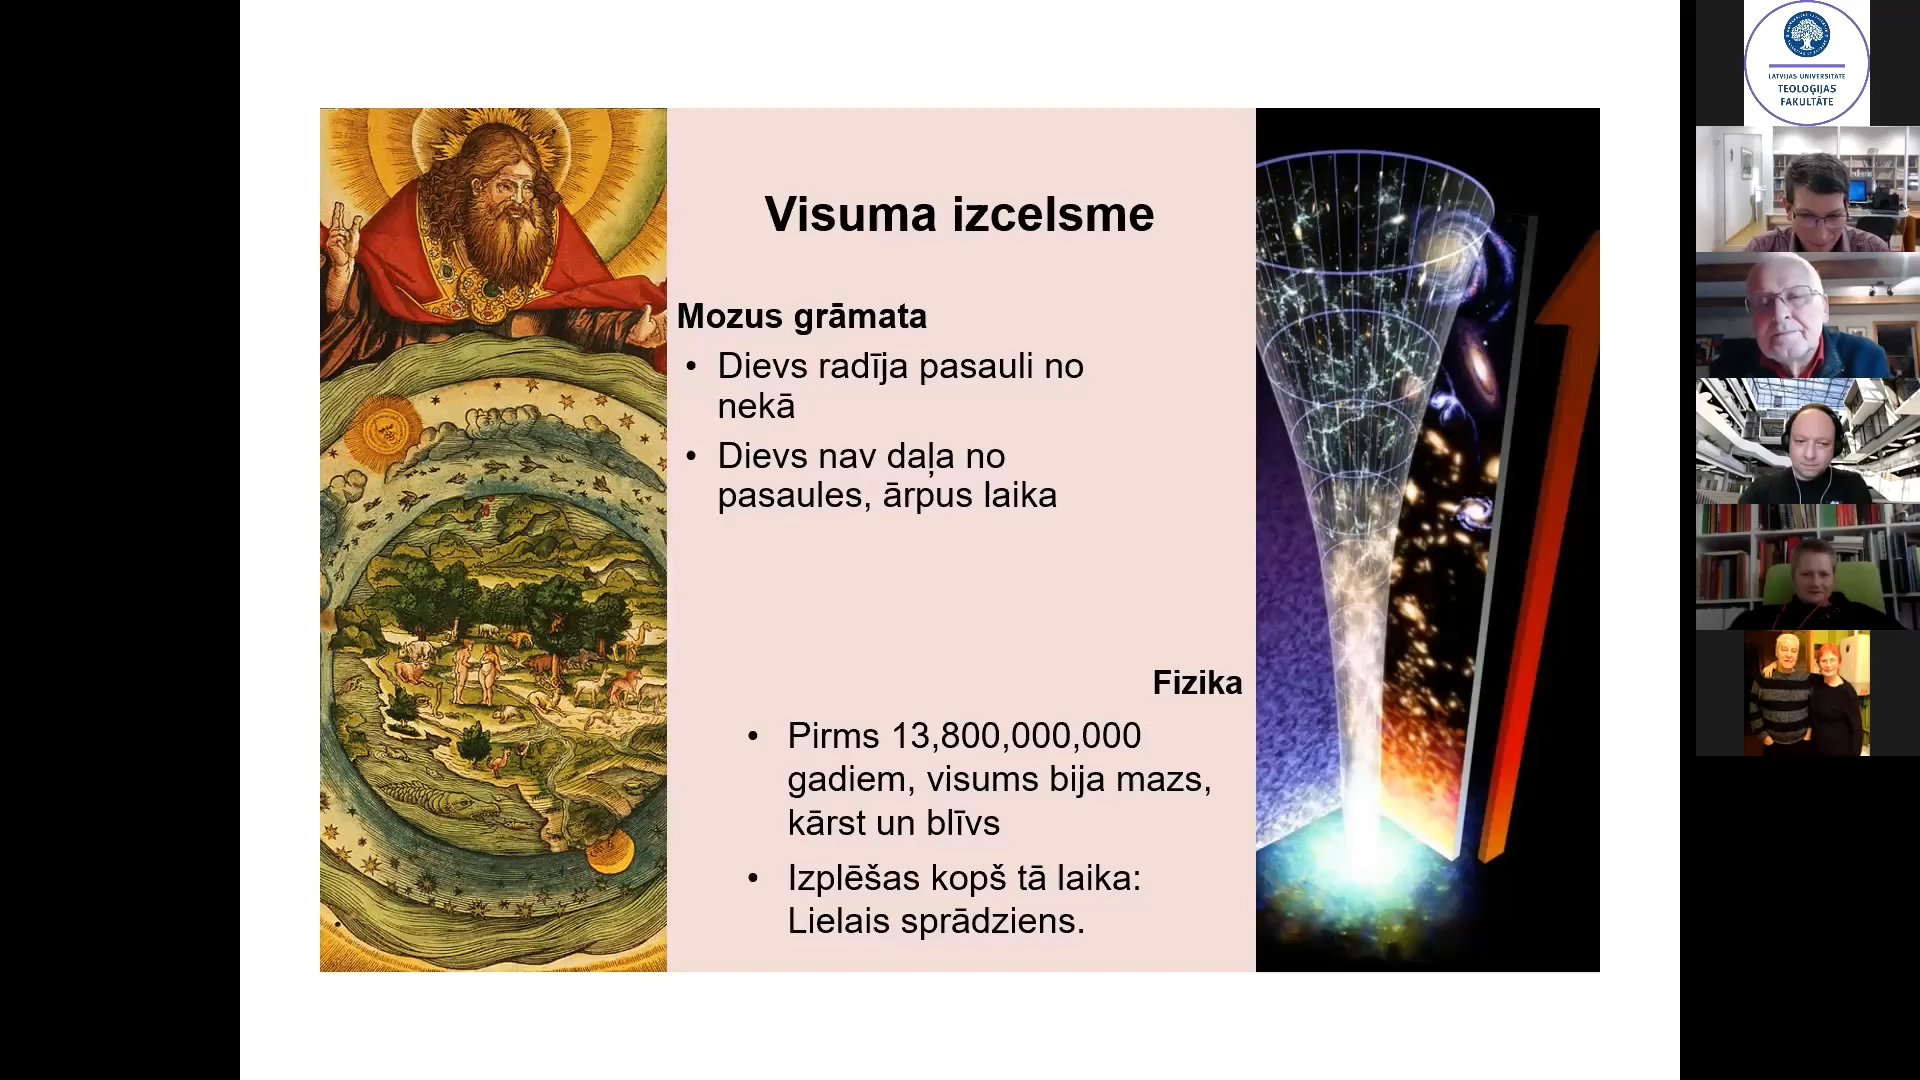 Visuma izcelsme
Mozus grāmata
• Dievs radīja pasauli no
nekā
• Dievs nav daļa no
pasaules, ārpus laika
Fizika
• Pirms 13,800,000,000
gadiem, visums bija mazs,
kārst un blīvs
• Izplēšas kopš tā laika:
Lielais sprādziens.
LATVIJAS UNIVERSITĀTE
TEOLOĢIJAS
FAKULTĀTE